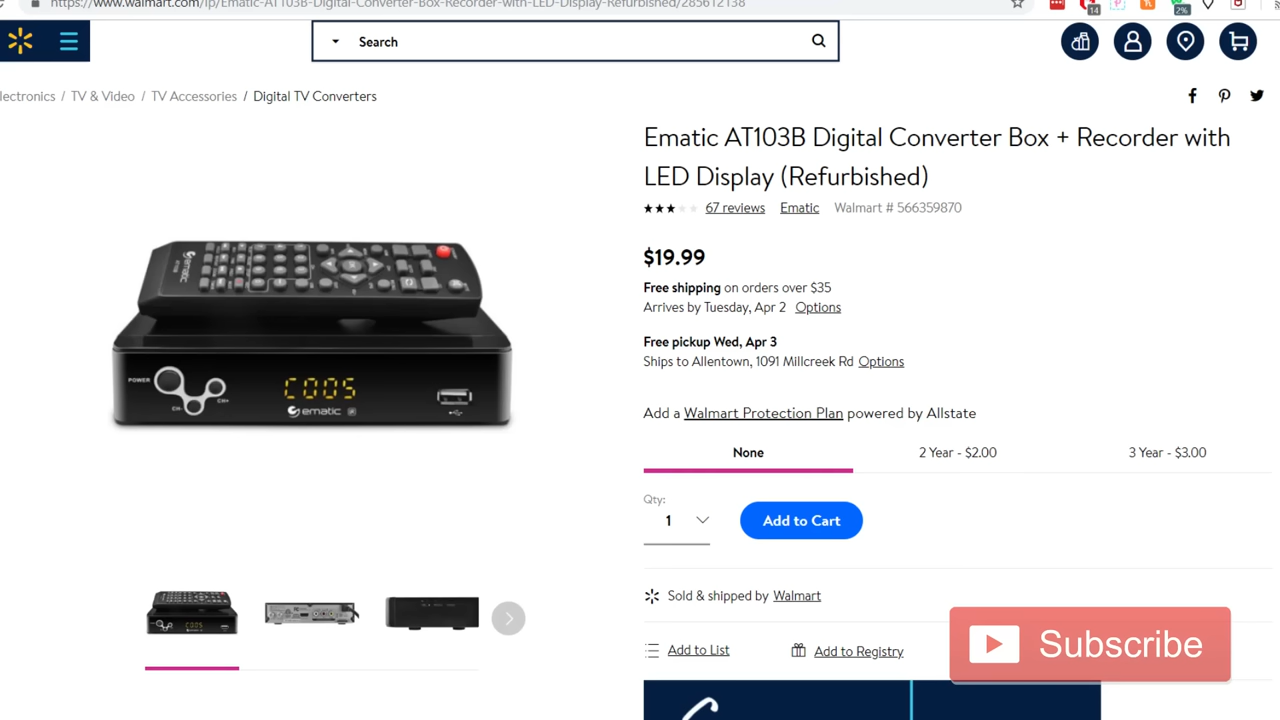 https://www.walmart.com/ip/Ematic-AT103B-Digital-Converter-Box-Recorder-with-LED-Display-Refurbished/285612138
14
2%
Search
lectronics / TV & Video / TV Accessories / Digital TV Converters
Ematic AT103B Digital Converter Box + Recorder with
LED Display (Refurbished)
67 reviews Ematic Walmart # 566359870
$19.99
Free shipping on orders over $35
Arrives by Tuesday, Apr 2 Options
Free pickup Wed, Apr 3
Ships to Allentown, 1091 Millcreek Rd Options
Add a Walmart Protection Plan powered by Allstate
None 2 Year - $2.00 3 Year - $3.00
Qty:
1 Add to Cart
Sold & shipped by Walmart
Add to List Add to Registry
Subscribe
ematic
POWER
CH-
CH+
C005
ematic